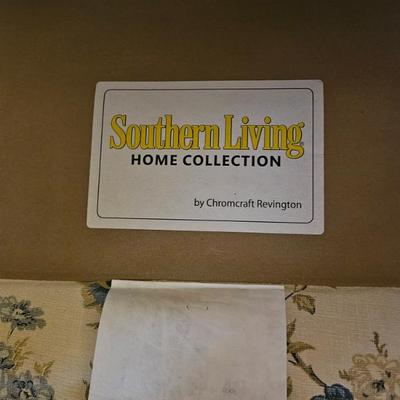 Southern Living®
HOME COLLECTION
by Chromcraft Revington